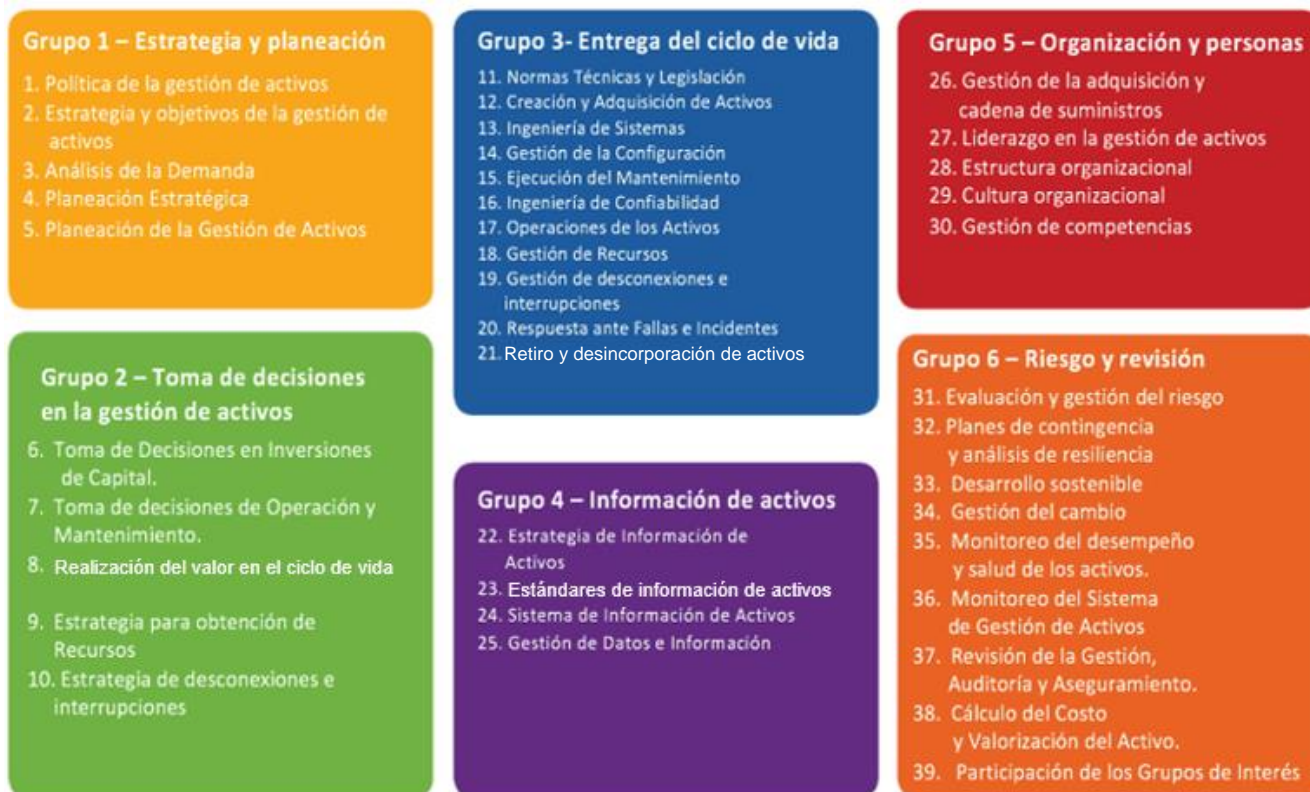 Grupo 1 – Estrategia y planeación
1. Política de la gestión de activos
2. Estrategia y objetivos de la gestión de
activos
3. Análisis de la Demanda
4. Planeación Estratégica
5. Planeación de la Gestión de Activos
Grupo 2 – Toma de decisiones
en la gestión de activos
6. Toma de Decisiones en Inversiones
de Capital.
7. Toma de decisiones de Operación y
Mantenimiento.
8. Realización del valor en el ciclo de vida
9. Estrategia para obtención de
Recursos
10. Estrategia de desconexiones e
interrupciones
Grupo 3- Entrega del ciclo de vida
11. Normas Técnicas y Legislación
12. Creación y Adquisición de Activos
13. Ingeniería de Sistemas
14. Gestión de la Configuración
15. Ejecución del Mantenimiento
16. Ingeniería de Confiabilidad
17. Operaciones de los Activos
18. Gestión de Recursos
19. Gestión de desconexiones e
interrupciones
20. Respuesta ante Fallas e Incidentes
21. Retiro y desincorporación de activos
Grupo 4 – Información de activos
22. Estrategia de Información de
Activos
23. Estándares de información de activos
24. Sistema de Información de Activos
25. Gestión de Datos e Información
Grupo 5 – Organización y personas
26. Gestión de la adquisición y
cadena de suministros
27. Liderazgo en la gestión de activos
28. Estructura organizacional
29. Cultura organizacional
30. Gestión de competencias
Grupo 6 – Riesgo y revisión
31. Evaluación y gestión del riesgo
32. Planes de contingencia
y análisis de resiliencia
33. Desarrollo sostenible
34. Gestión del cambio
35. Monitoreo del desempeño
y salud de los activos.
36. Monitoreo del Sistema
de Gestión de Activos
37. Revisión de la Gestión,
Auditoría y Aseguramiento.
38. Cálculo del Costo
y Valorización del Activo.
39. Participación de los Grupos de Interés